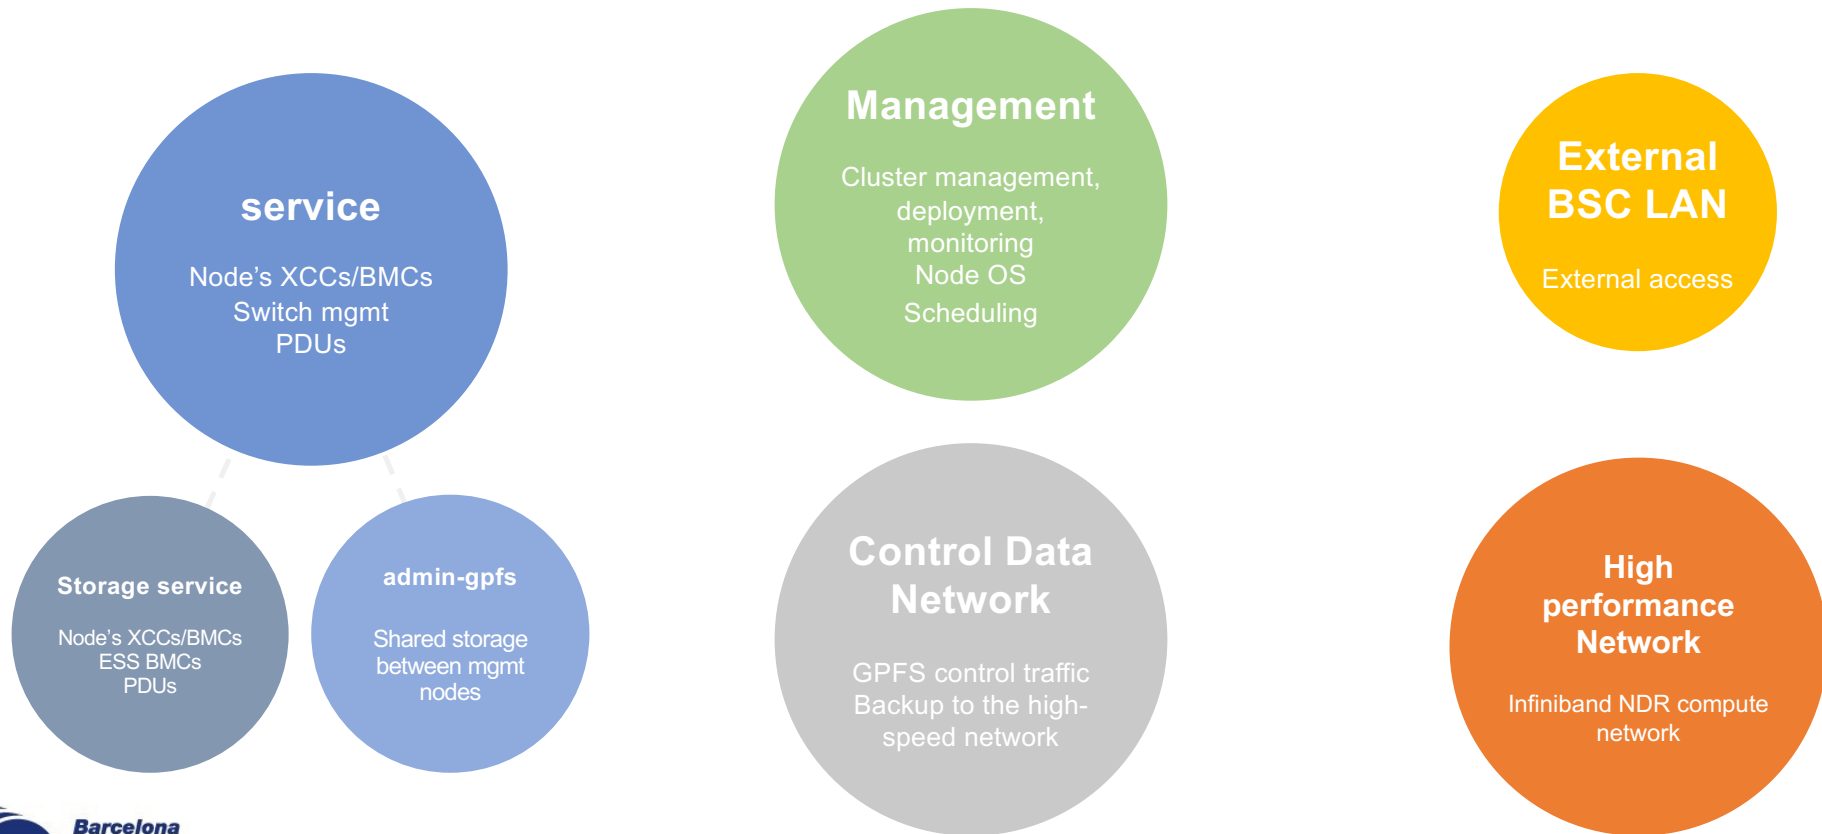 service
Node’s XCCs/BMCs
Switch mgmt
PDUs
Storage service
Node’s XCCs/BMCs
ESS BMCs
PDUs
admin-gpfs
Shared storage
between mgmt
nodes
Management
Cluster management,
deployment,
monitoring
Node OS
Scheduling
Control Data
Network
GPFS control traffic
Backup to the high-
speed network
External
BSC LAN
External access
High
performance
Network
Infiniband NDR compute
network
Barcelona